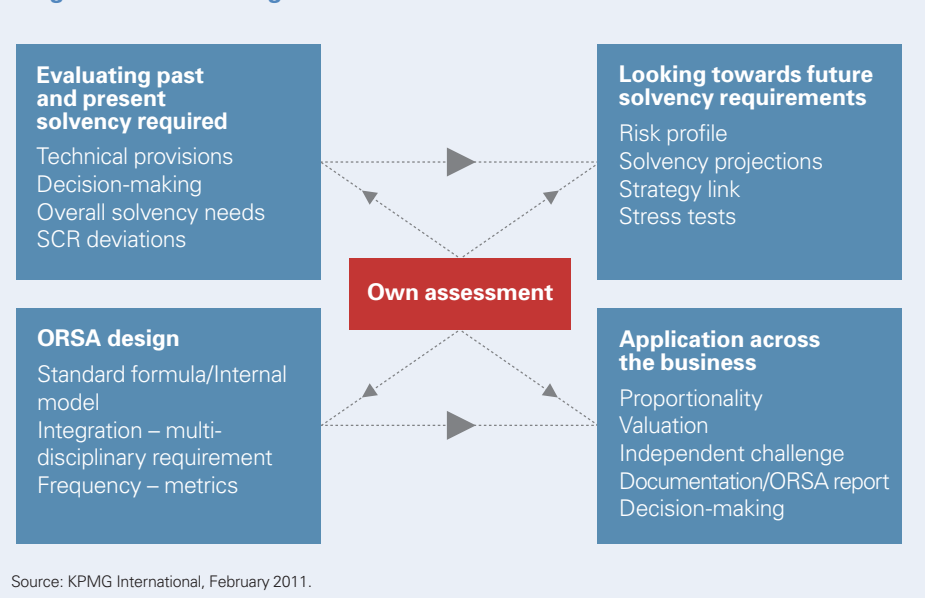 Evaluating past
and present
solvency required
Technical provisions
Decision-making
Overall solvency needs
SCR deviations
Looking towards future
solvency requirements
Risk profile
Solvency projections
Strategy link
Stress tests
Own assessment
ORSA design
Standard formula/Internal
model
Integration – multi-
disciplinary requirement
Frequency – metrics
Application across
the business
Proportionality
Valuation
Independent challenge
Documentation/ORSA report
Decision-making
Source: KPMG International, February 2011.